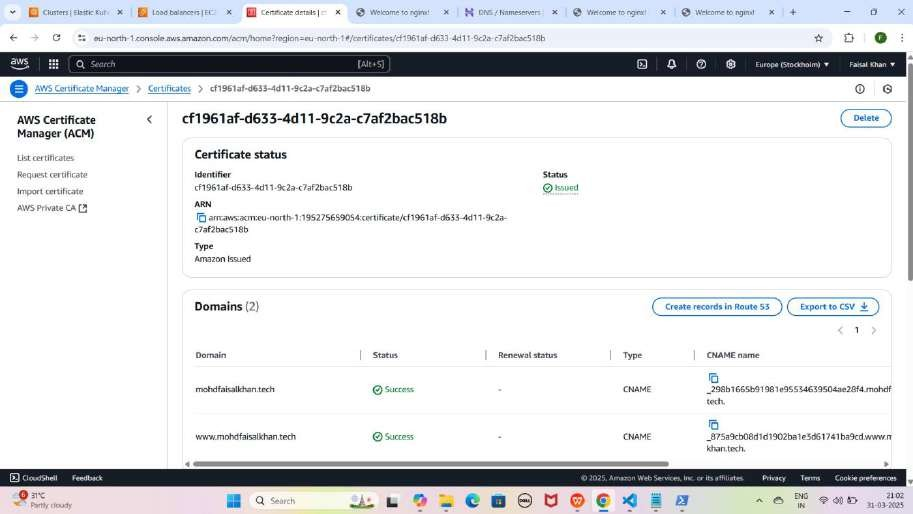 Clusters | Elastic Kube
Load balancers | EC2
Certificate details | c
Welcome to nginx!
DNS / Nameservers |
Welcome to nginx!
Welcome to nginx!
eu-north-1.console.aws.amazon.com/acm/home?region=eu-north-1#/certificates/cf1961af-d633-4d11-9c2a-c7af2bac518b
F
aws
Search
[Alt+S]
Europe (Stockholm)
Faisal Khan
AWS Certificate Manager
Certificates
cf1961af-d633-4d11-9c2a-c7af2bac518b
AWS Certificate
Manager (ACM)
List certificates
Request certificate
Import certificate
AWS Private CA
cf1961af-d633-4d11-9c2a-c7af2bac518b
Delete
Certificate status
Identifier
cf1961af-d633-4d11-9c2a-c7af2bac518b
Status
Issued
ARN
arn:aws:acm:eu-north-1:195275659054:certificate/cf1961af-d633-4d11-9c2a-
c7af2bac518b
Type
Amazon Issued
Domains (2)
Create records in Route 53
Export to CSV
1
Domain
Status
Renewal status
Type
CNAME name
mohdfaisalkhan.tech
Success
-
CNAME
_298b1665b91981e95534639504ae28f4.mohdf
tech.
www.mohdfaisalkhan.tech
Success
-
CNAME
_875a9cb08d1d1902ba1e3d61741ba9cd.www.m
khan.tech.
CloudShell
Feedback
© 2025, Amazon Web Services, Inc. or its affiliates.
Privacy
Terms
Cookie preferences
6
31°C
Partly cloudy
Search
DELL
ENG
IN
21:02
31-03-2025